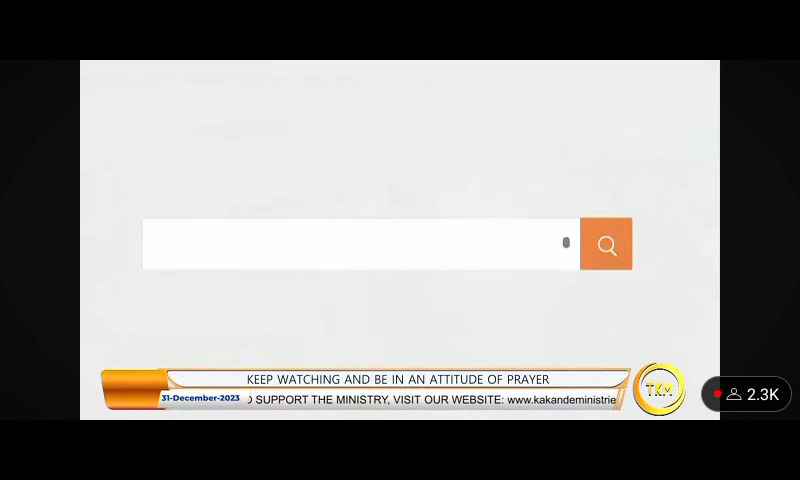 KEEP WATCHING AND BE IN AN ATTITUDE OF PRAYER
31-December-2023
SUPPORT THE MINISTRY, VISIT OUR WEBSITE: www.kakandeministrie
TKM
2.3K